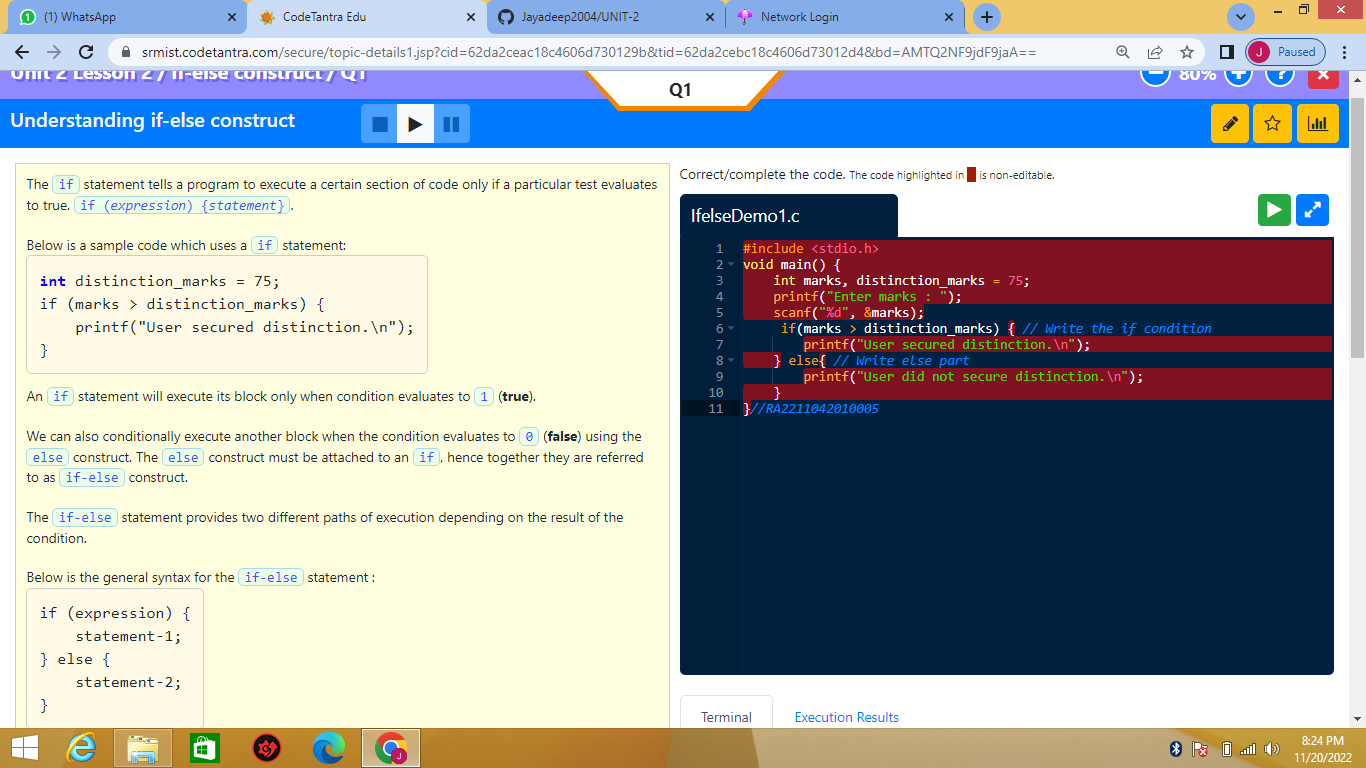 (1) WhatsApp
CodeTantra Edu
Jayadeep2004/UNIT-2
Network Login
srmist.codetantra.com/secure/topic-details1.jsp?cid=62da2ceac18c4606d730129b&tid=62da2cebc18c4606d73012d4&bd=AMTQ2NF9jdF9jaA==
J Paused
Unit 2 Lesson 2 / if-else construct / Q1
Q1
80%
?
Understanding if-else construct
The if statement tells a program to execute a certain section of code only if a particular test evaluates
to true. if (expression) {statement}.
Below is a sample code which uses a if statement:
int distinction_marks = 75;
if (marks > distinction_marks) {
    printf("User secured distinction.\n");
}
An if statement will execute its block only when condition evaluates to 1 (true).
We can also conditionally execute another block when the condition evaluates to 0 (false) using the
else construct. The else construct must be attached to an if, hence together they are referred
to as if-else construct.
The if-else statement provides two different paths of execution depending on the result of the
condition.
Below is the general syntax for the if-else statement :
if (expression) {
    statement-1;
} else {
    statement-2;
}
Correct/complete the code. The code highlighted in is non-editable.
IfelseDemo1.c
1 #include <stdio.h>
2 void main() {
3     int marks, distinction_marks = 75;
4     printf("Enter marks : ");
5     scanf("%d", &marks);
6      if(marks > distinction_marks) { // Write the if condition
7         printf("User secured distinction.\n");
8     } else{ // Write else part
9         printf("User did not secure distinction.\n");
10     }
11 }//RA2211042010005
Terminal
Execution Results
J
8:24 PM
11/20/2022